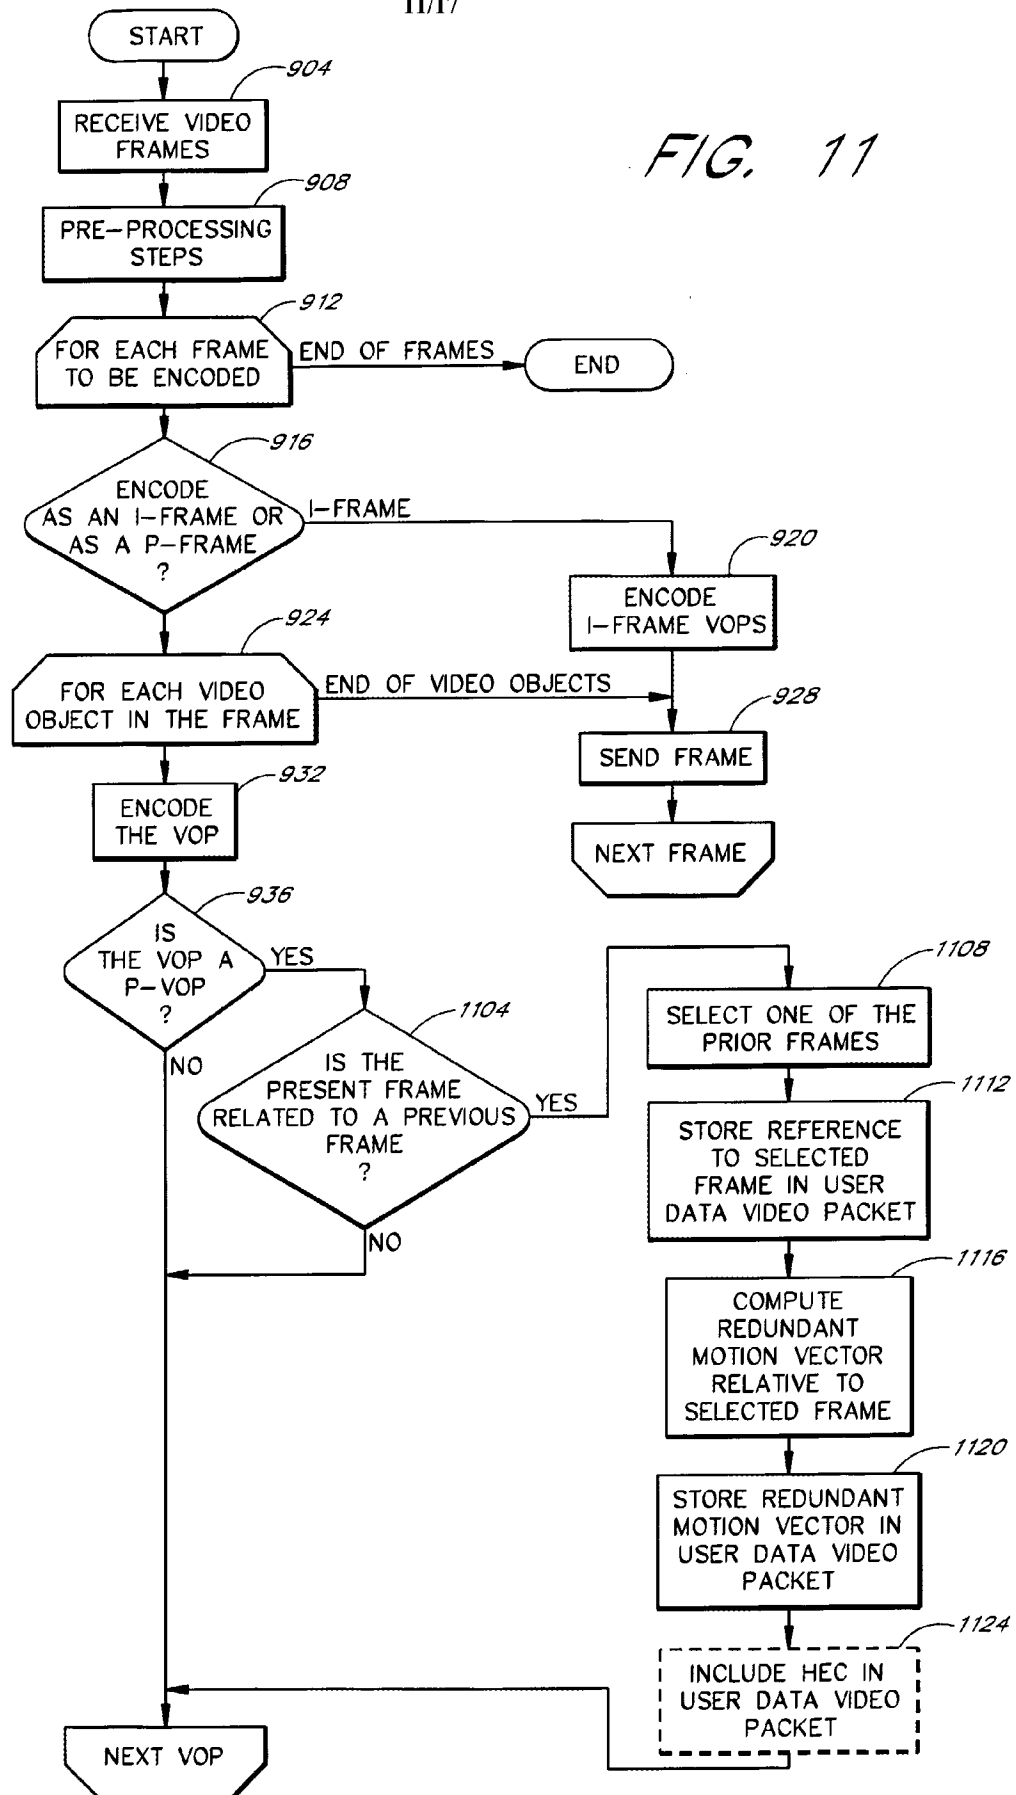 11/17
START
904
RECEIVE VIDEO
FRAMES
FIG. 11
908
PRE-PROCESSING
STEPS
912
FOR EACH FRAME
TO BE ENCODED
END OF FRAMES
END
916
ENCODE
AS AN I-FRAME OR
AS A P-FRAME
?
I-FRAME
920
ENCODE
I-FRAME VOPS
924
FOR EACH VIDEO
OBJECT IN THE FRAME
END OF VIDEO OBJECTS
928
SEND FRAME
932
ENCODE
THE VOP
NEXT FRAME
936
IS
THE VOP A
P-VOP
?
YES
NO
1104
IS THE
PRESENT FRAME
RELATED TO A PREVIOUS
FRAME
?
YES
NO
1108
SELECT ONE OF THE
PRIOR FRAMES
1112
STORE REFERENCE
TO SELECTED
FRAME IN USER
DATA VIDEO PACKET
1116
COMPUTE
REDUNDANT
MOTION VECTOR
RELATIVE TO
SELECTED FRAME
1120
STORE REDUNDANT
MOTION VECTOR IN
USER DATA VIDEO
PACKET
1124
INCLUDE HEC IN
USER DATA VIDEO
PACKET
NEXT VOP